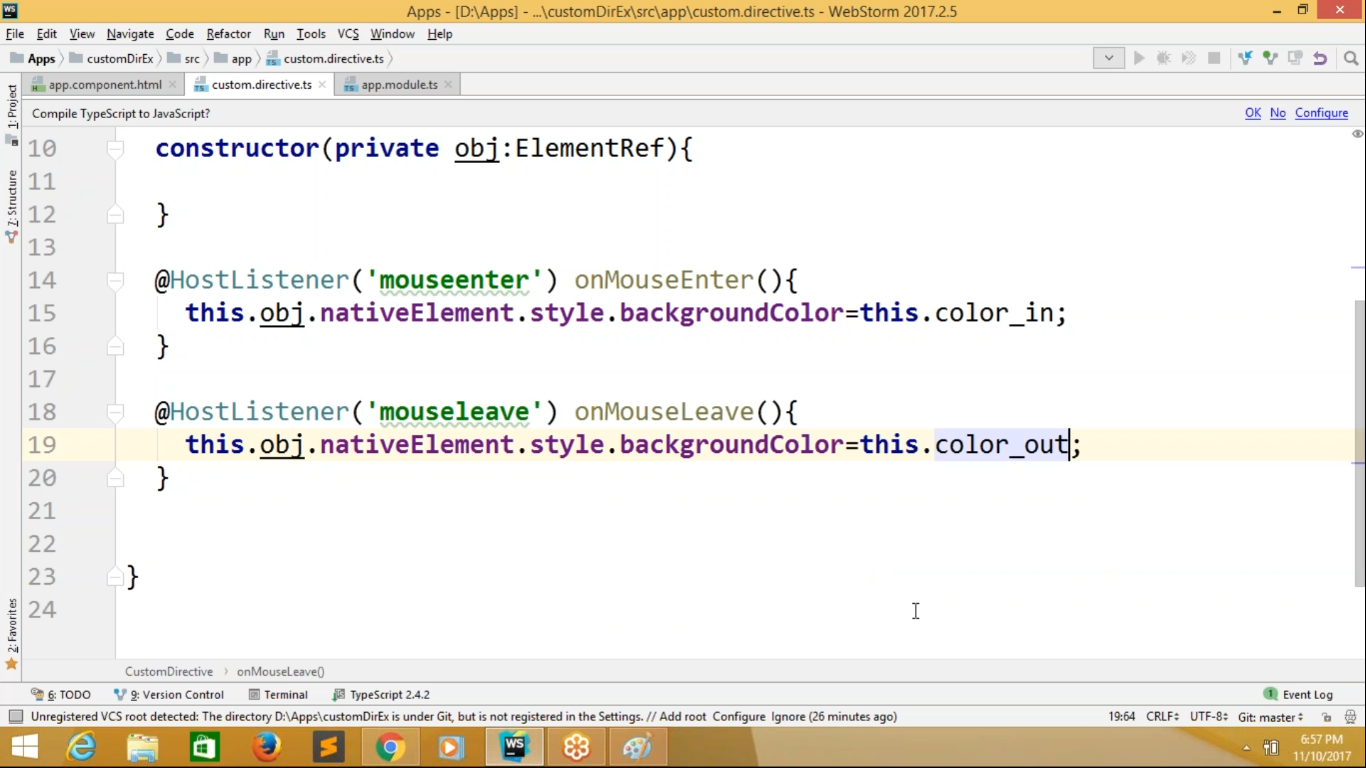 Apps - [D:\Apps] - ...\customDirEx\src\app\custom.directive.ts - WebStorm 2017.2.5
File Edit View Navigate Code Refactor Run Tools VCS Window Help
Apps customDirEx src app custom.directive.ts
app.component.html custom.directive.ts app.module.ts
Compile TypeScript to JavaScript? OK No Configure
1: Project
7: Structure
2: Favorites
10 constructor(private obj:ElementRef){
11
12 }
13
14 @HostListener('mouseenter') onMouseEnter(){
15 this.obj.nativeElement.style.backgroundColor=this.color_in;
16 }
17
18 @HostListener('mouseleave') onMouseLeave(){
19 this.obj.nativeElement.style.backgroundColor=this.color_out;
20 }
21
22
23 }
24
CustomDirective onMouseLeave()
6: TODO 9: Version Control Terminal TypeScript 2.4.2 1 Event Log
Unregistered VCS root detected: The directory D:\Apps\customDirEx is under Git, but is not registered in the Settings. // Add root Configure Ignore (26 minutes ago) 19:64 CRLF UTF-8 Git: master
WS 6:57 PM
11/10/2017